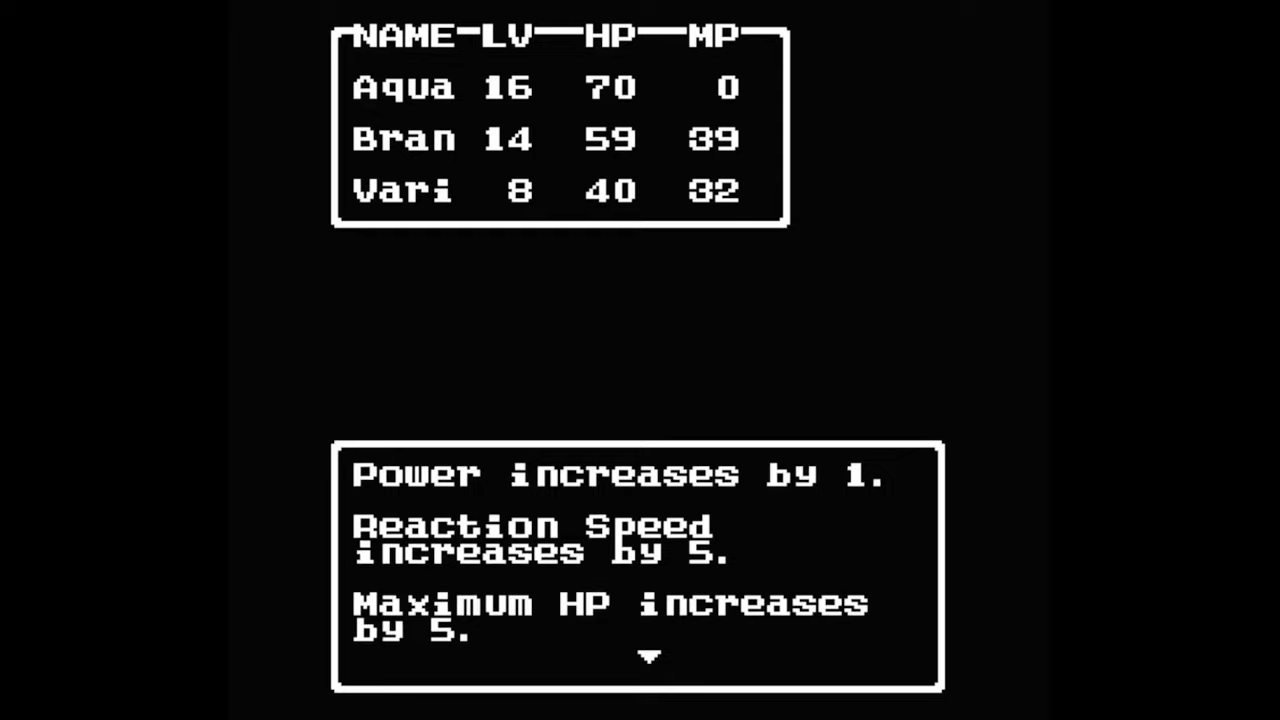 NAME LV HP MP
Aqua 16 70 0
Bran 14 59 39
Vari 8 40 32
Power increases by 1.
Reaction Speed
increases by 5.
Maximum HP increases
by 5.